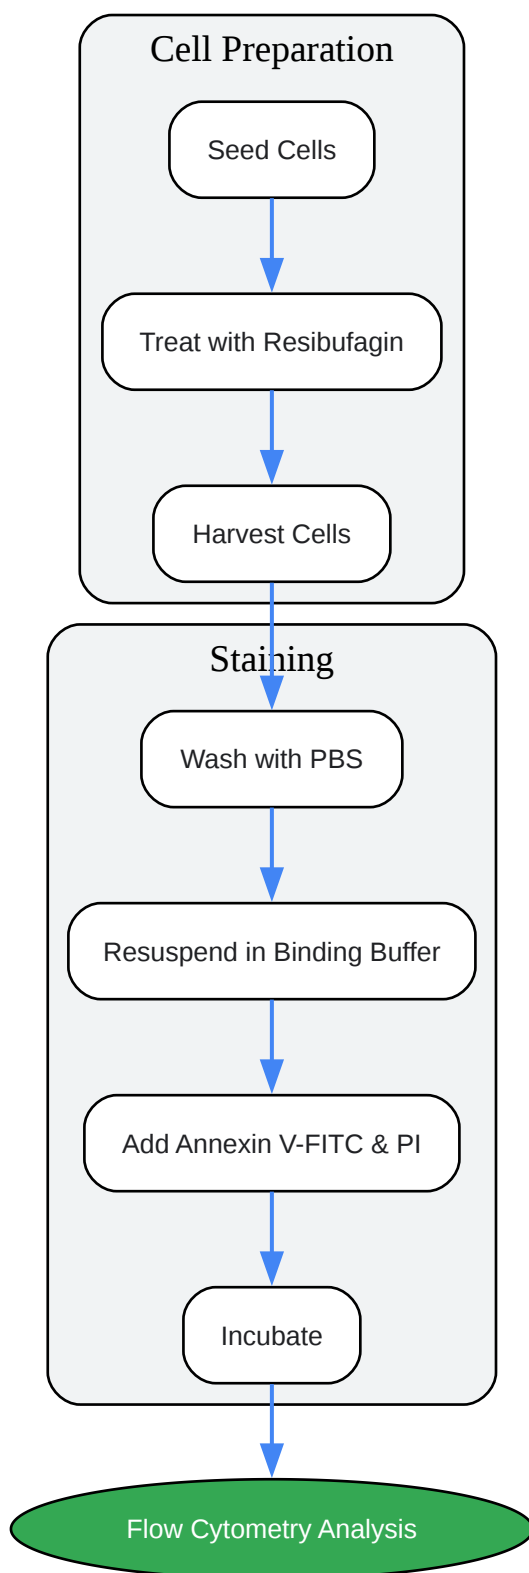 Cell Preparation
Seed Cells
Treat with Resibufagin
Harvest Cells
Staining
Wash with PBS
Resuspend in Binding Buffer
Add Annexin V-FITC & PI
Incubate
Flow Cytometry Analysis